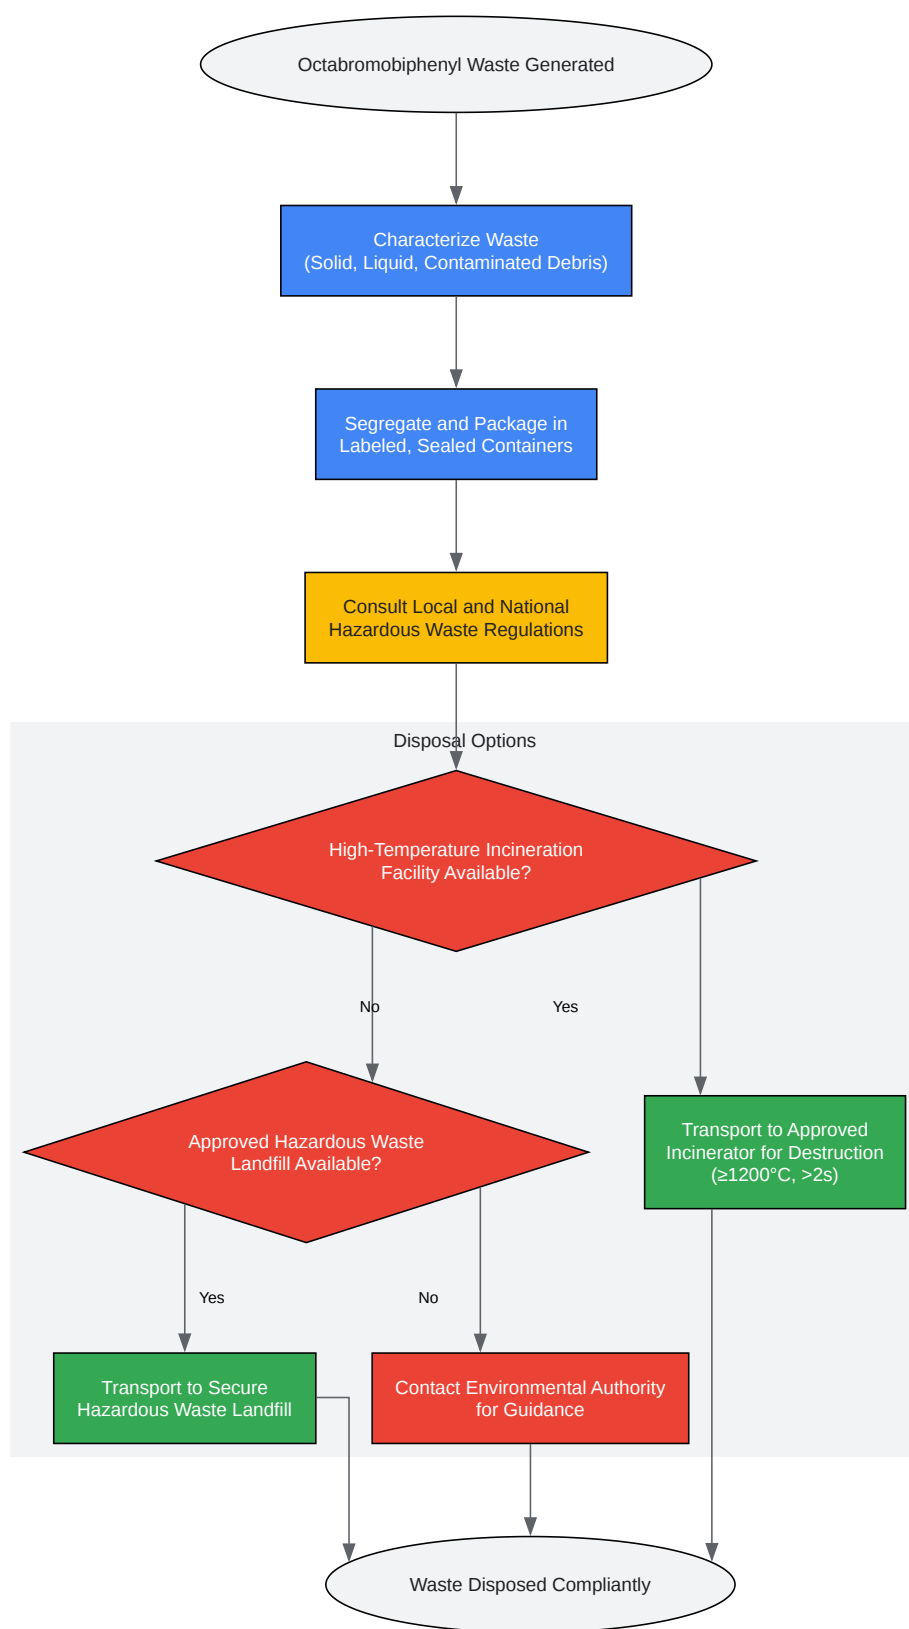 Octabromobiphenyl Waste Generated
Characterize Waste
(Solid, Liquid, Contaminated Debris)
Segregate and Package in
Labeled, Sealed Containers
Consult Local and National
Hazardous Waste Regulations
Disposal Options
High-Temperature Incineration
Facility Available?
No
Yes
Approved Hazardous Waste
Landfill Available?
Transport to Approved
Incinerator for Destruction
(≥1200°C, >2s)
Yes
No
Transport to Secure
Hazardous Waste Landfill
Contact Environmental Authority
for Guidance
Waste Disposed Compliantly